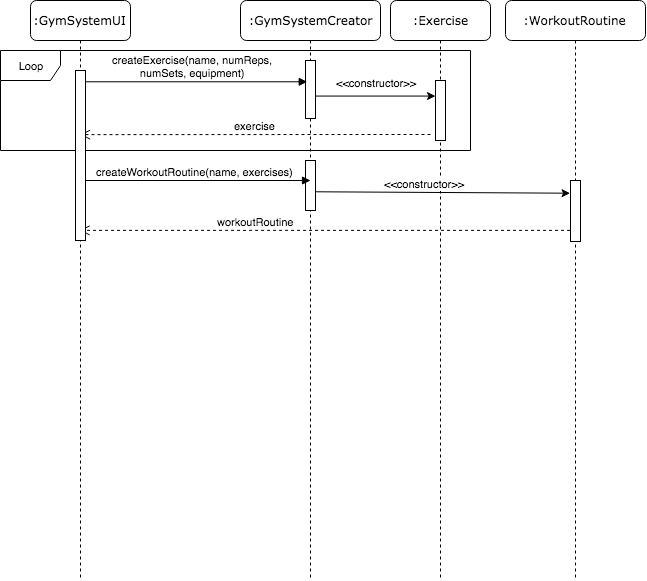 :GymSystemUI
:GymSystemCreator
:Exercise
:WorkoutRoutine
Loop
createExercise(name, numReps,
numSets, equipment)
<<constructor>>
exercise
createWorkoutRoutine(name, exercises)
<<constructor>>
workoutRoutine